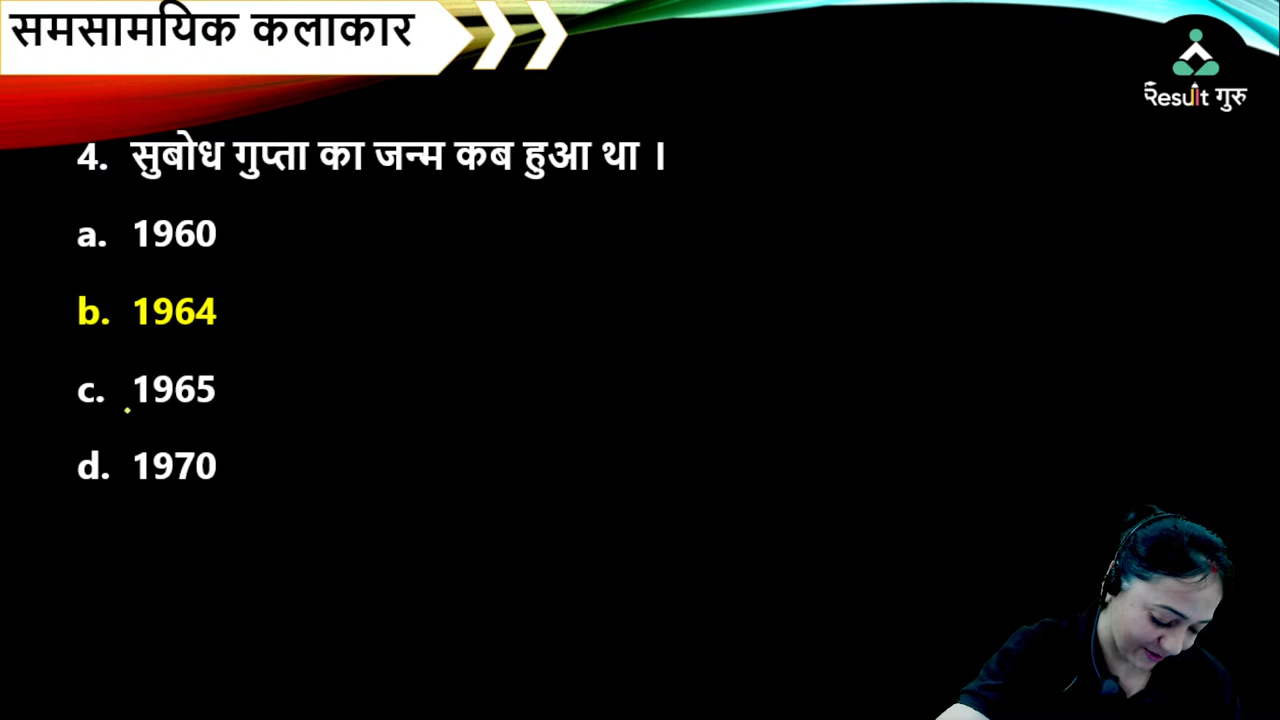 समसामयिक कलाकार
Result गुरु
4. सुबोध गुप्ता का जन्म कब हुआ था ।
a. 1960
b. 1964
c. 1965
d. 1970